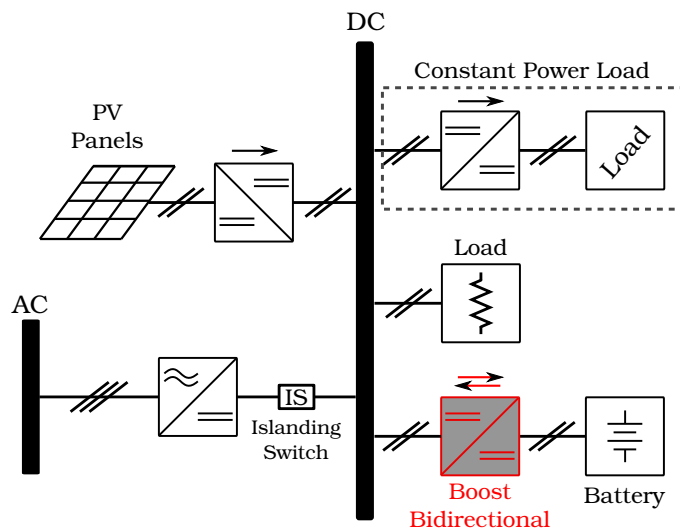 DC
Constant Power Load
PV
Panels
Load
Load
AC
IS
Islanding
Switch
Boost
Bidirectional
Battery